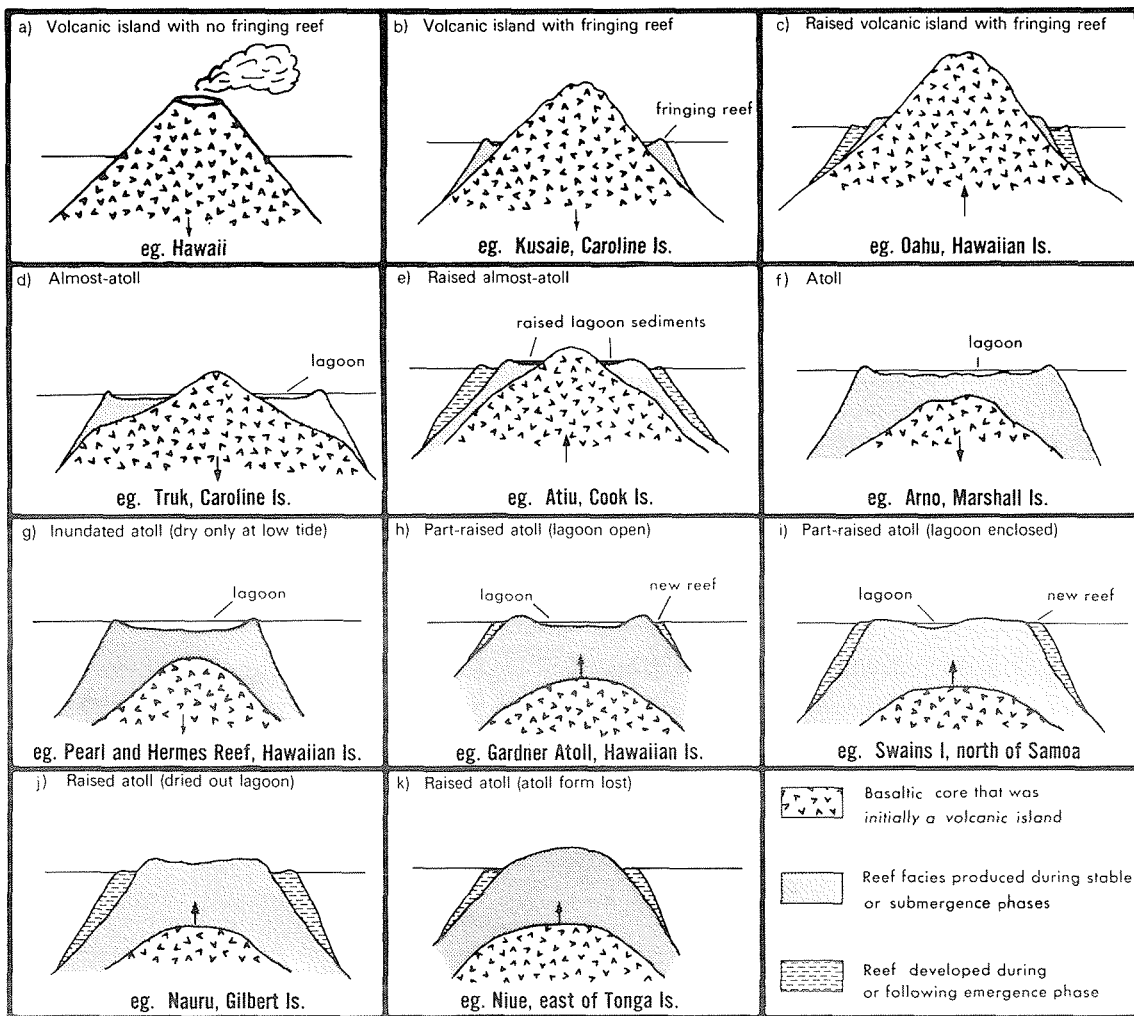 a) Volcanic island with no fringing reef
eg. Hawaii
b) Volcanic island with fringing reef
fringing reef
eg. Kusaie, Caroline Is.
c) Raised volcanic island with fringing reef
eg. Oahu, Hawaiian Is.
d) Almost-atoll
lagoon
eg. Truk, Caroline Is.
e) Raised almost-atoll
raised lagoon sediments
eg. Atiu, Cook Is.
f) Atoll
lagoon
eg. Arno, Marshall Is.
g) Inundated atoll (dry only at low tide)
lagoon
eg. Pearl and Hermes Reef, Hawaiian Is.
h) Part-raised atoll (lagoon open)
lagoon
new reef
eg. Gardner Atoll, Hawaiian Is.
i) Part-raised atoll (lagoon enclosed)
lagoon
new reef
eg. Swains I, north of Samoa
j) Raised atoll (dried out lagoon)
eg. Nauru, Gilbert Is.
k) Raised atoll (atoll form lost)
eg. Niue, east of Tonga Is.
Basaltic core that was
initially a volcanic island
Reef facies produced during stable
or submergence phases
Reef developed during
or following emergence phase